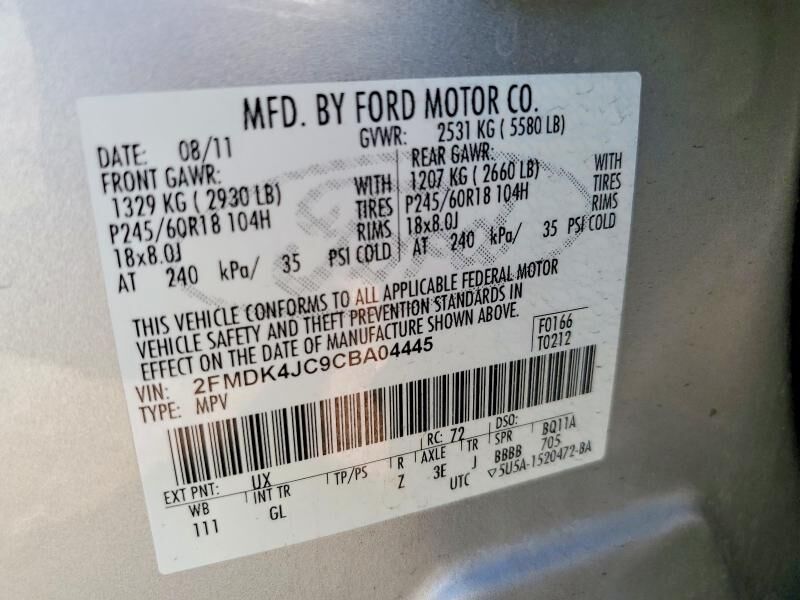 MFD. BY FORD MOTOR CO.
DATE: 08/11 GVWR: 2531 KG ( 5580 LB)
FRONT GAWR: REAR GAWR:
1329 KG ( 2930 LB) WITH 1207 KG ( 2660 LB) WITH
P245/60R18 104H TIRES P245/60R18 104H TIRES
18x8.0J RIMS 18x8.0J RIMS
AT 240 kPa/ 35 PSI COLD AT 240 kPa/ 35 PSI COLD
THIS VEHICLE CONFORMS TO ALL APPLICABLE FEDERAL MOTOR
VEHICLE SAFETY AND THEFT PREVENTION STANDARDS IN
EFFECT ON THE DATE OF MANUFACTURE SHOWN ABOVE.
F0166
T0212
VIN: 2FMDK4JC9CBA04445
TYPE: MPV
EXT PNT: UX RC: 72 DSO:
WB INT TR TP/PS R AXLE TR SPR BQ11A
111 GL Z 3E J BBBB 705
UTC ▽5U5A-1520472-BA